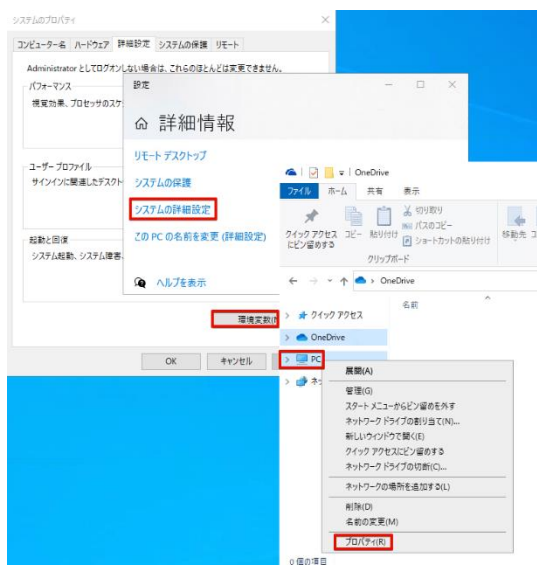 システムのプロパティ
コンピューター名 ハードウェア 詳細設定 システムの保護 リモート
Administrator としてログオンしない場合は、これらのほとんどは変更できません。
パフォーマンス
視覚効果、プロセッサのスケ
ユーザー プロファイル
サインインに関連したデスクト
起動と回復
システム起動、システム障害、
環境変数(N
OK キャンセル
設定
詳細情報
リモート デスクトップ
システムの保護
システムの詳細設定
この PC の名前を変更 (詳細設定)
ヘルプを表示
OneDrive
ファイル ホーム 共有 表示
クイック アクセス
にピン留めする
コピー
貼り付け
切り取り
パスのコピー
ショートカットの貼り付け
移動先
クリップボード
OneDrive
名前
クイック アクセス
OneDrive
PC
展開(A)
管理(G)
スタート メニューからピン留めを外す
ネットワーク ドライブの割り当て(N)...
新しいウィンドウで開く(E)
クイック アクセスにピン留めする
ネットワーク ドライブの切断(C)...
ネットワークの場所を追加する(L)
削除(D)
名前の変更(M)
プロパティ(R)
0 個の項目